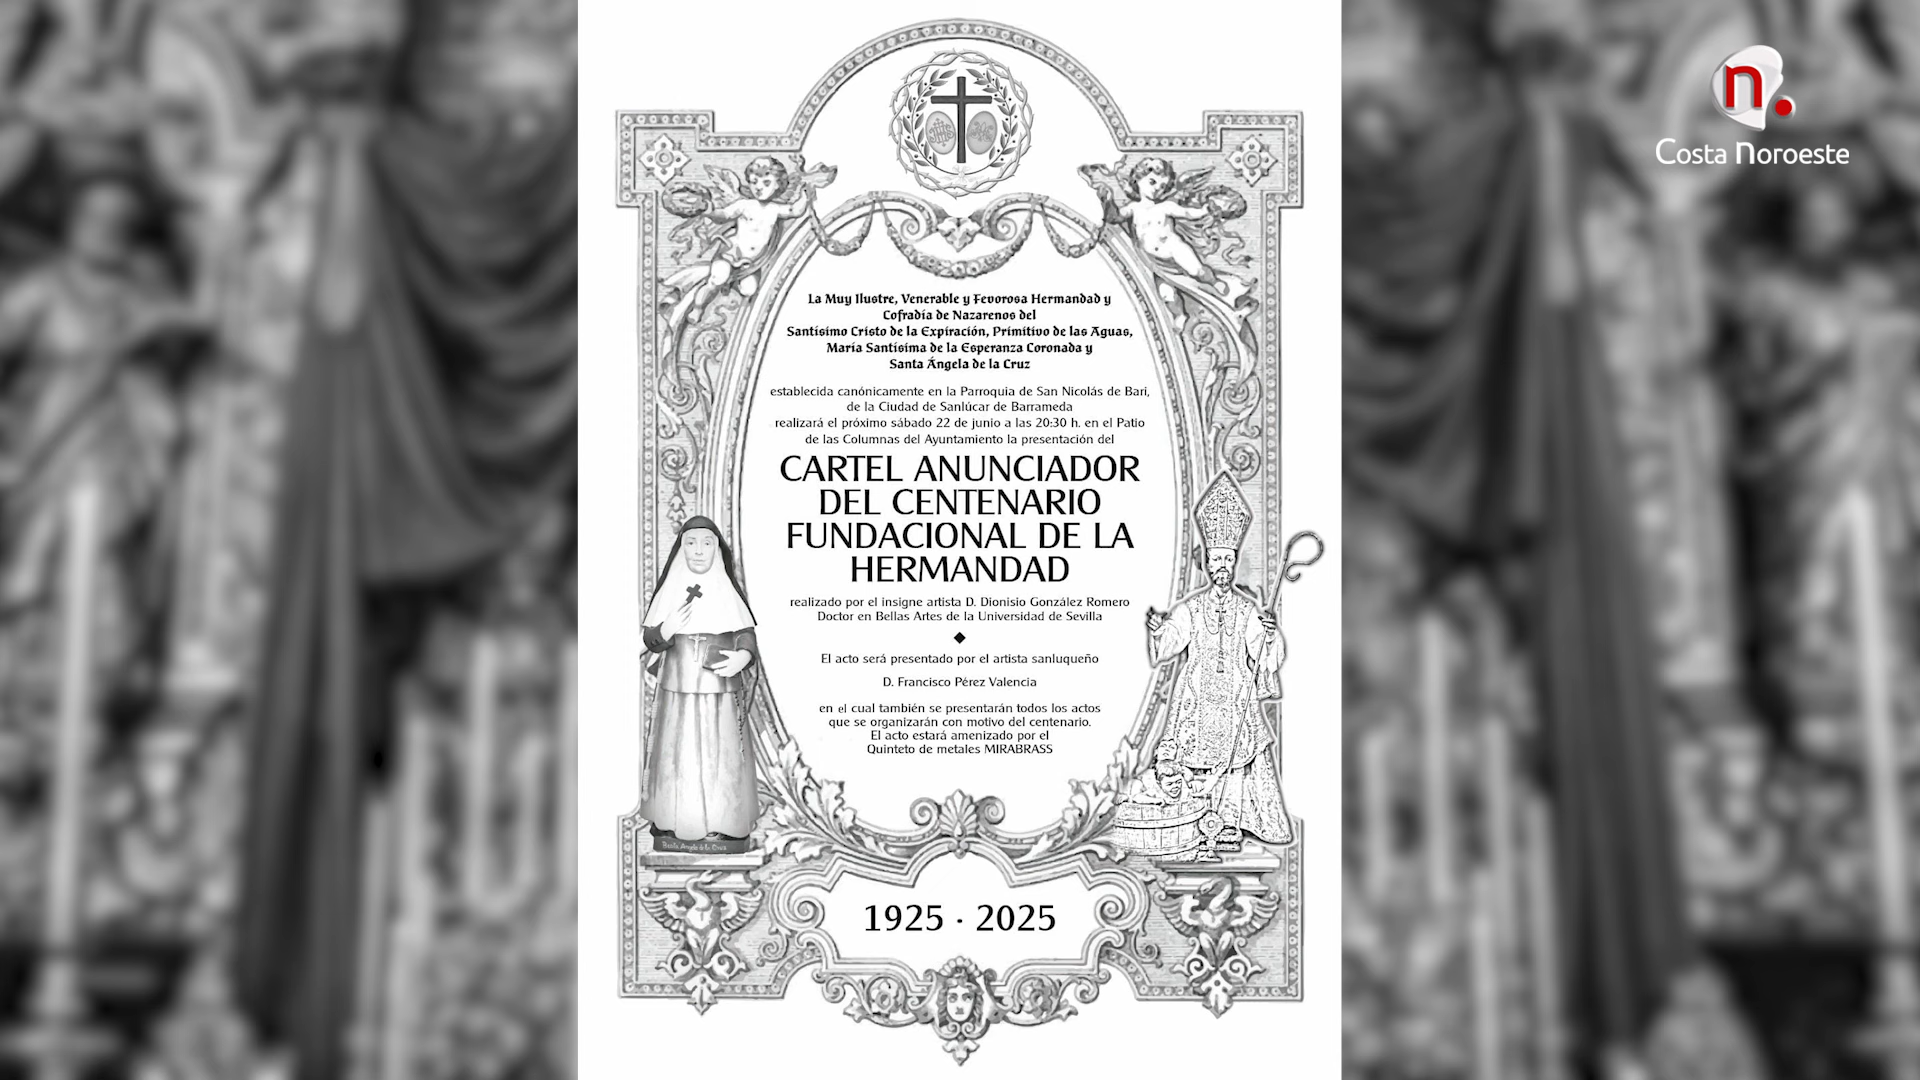 n.
Costa noroeste
La Muy Ilustre, Venerable y Fevorosa Hermandad y
Cofradía de Nazarenos del
Santísimo Cristo de la Expiración, Primitivo de las Aguas,
María Santísima de la Esperanza Coronada y
Santa Ángela de la Cruz
establecida canónicamente en la Parroquia de San Nicolás de Bari,
de la Ciudad de Sanlúcar de Barrameda
realizará el próximo sábado 22 de junio a las 20:30 h. en el Patio
de las Columnas del Ayuntamiento la presentación del
CARTEL ANUNCIADOR
DEL CENTENARIO
FUNDACIONAL DE LA
HERMANDAD
realizado por el insigne artista D. Dionisio González Romero
Doctor en Bellas Artes de la Universidad de Sevilla
El acto será presentado por el artista sanluqueño
D. Francisco Pérez Valencia
en el cual también se presentarán todos los actos
que se organizarán con motivo del centenario.
El acto estará amenizado por el
Quinteto de metales MIRABRASS
Beata Angela de la Cruz
1925 · 2025